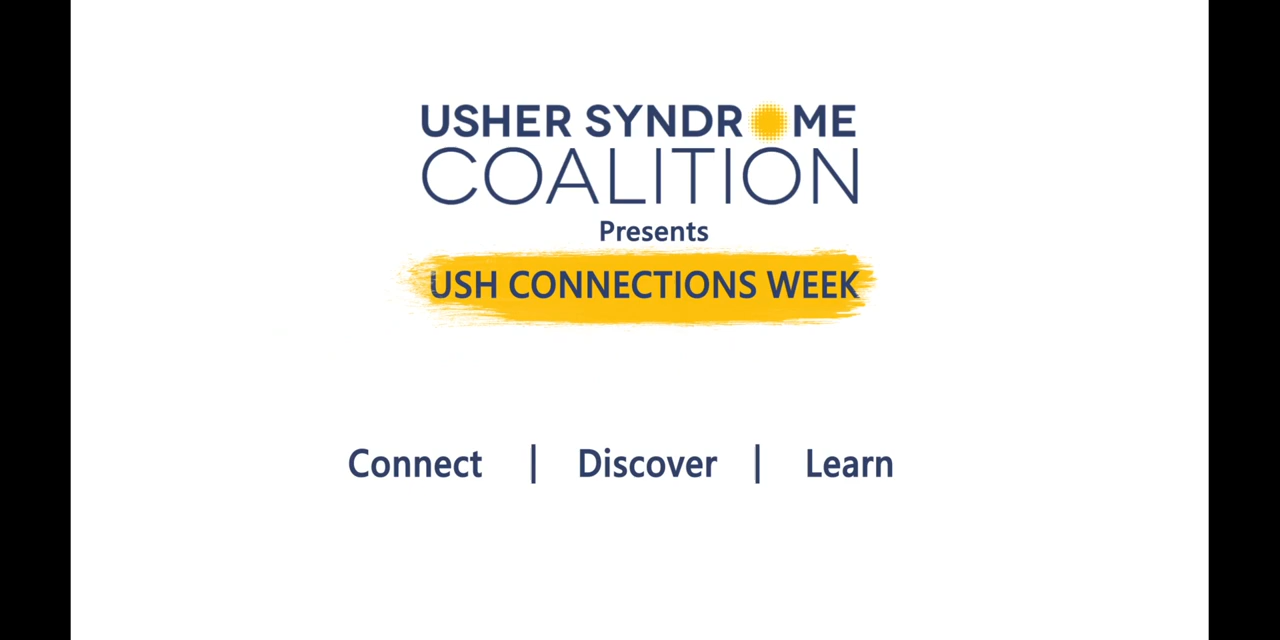 USHER SYNDROME
COALITION
Presents
USH CONNECTIONS WEEK
Connect | Discover | Learn